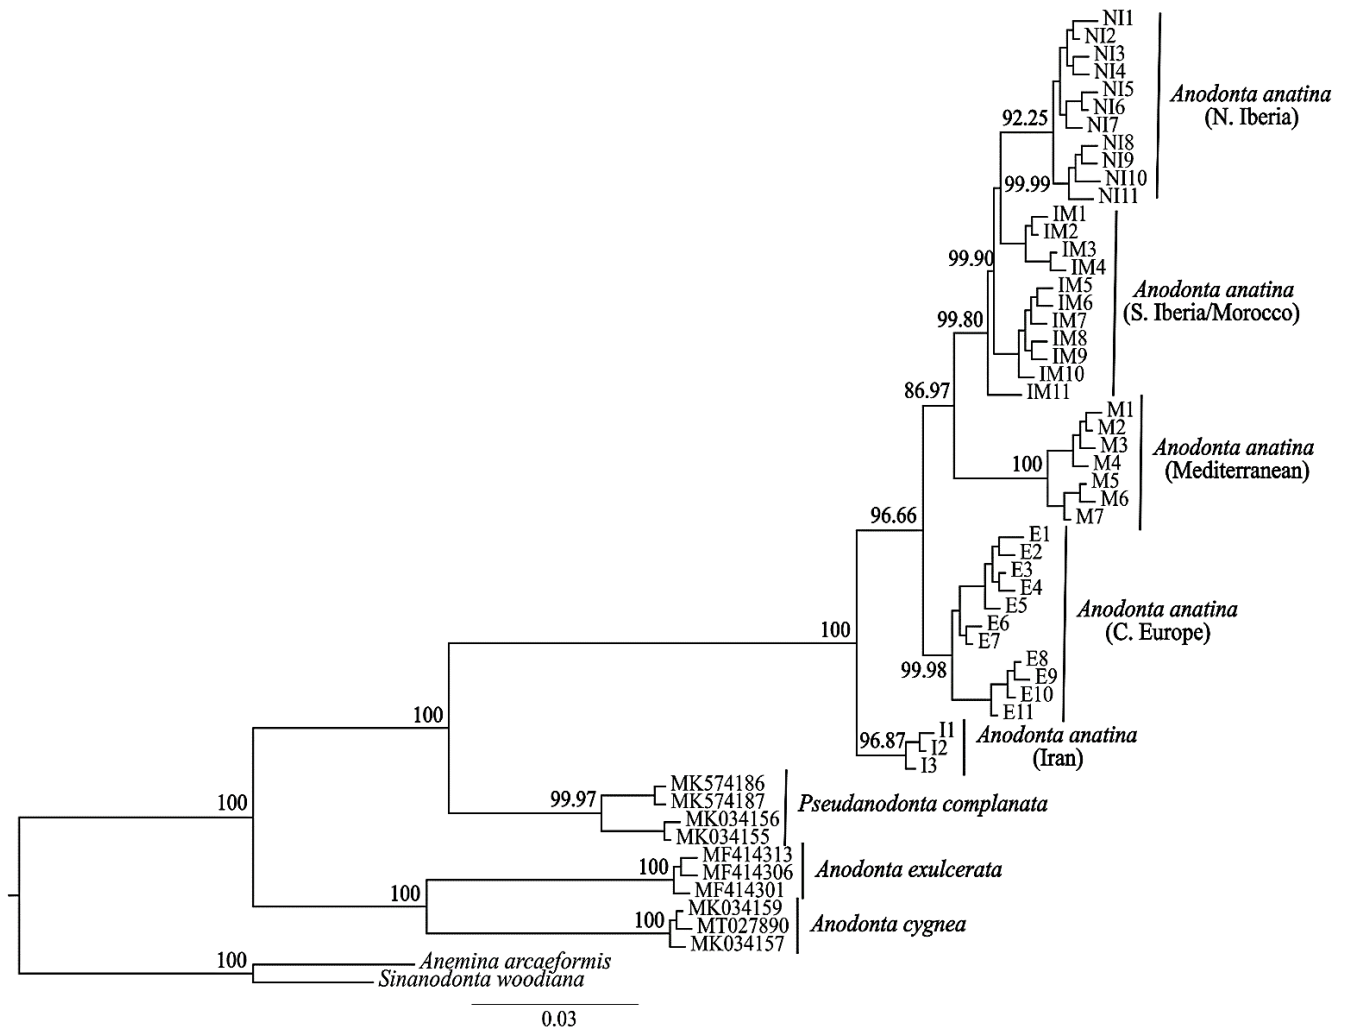 NI1
NI2
NI3
NI4
NI5
NI6
NI7
NI8
NI9
NI10
NI11
Anodonta anatina
(N. Iberia)
92.25
99.99
IM1
IM2
IM3
IM4
IM5
IM6
IM7
IM8
IM9
IM10
IM11
Anodonta anatina
(S. Iberia/Morocco)
99.90
99.80
86.97
M1
M2
M3
M4
M5
M6
M7
Anodonta anatina
(Mediterranean)
100
96.66
E1
E2
E3
E4
E5
E6
E7
E8
E9
E10
E11
Anodonta anatina
(C. Europe)
99.98
100
I1
I2
I3
96.87
Anodonta anatina
(Iran)
100
MK574186
MK574187
MK034156
MK034155
99.97
Pseudanodonta complanata
100
MF414313
MF414306
MF414301
100
Anodonta exulcerata
100
MK034159
MT027890
MK034157
100
Anodonta cygnea
100
Anemina arcaeformis
Sinanodonta woodiana
0.03